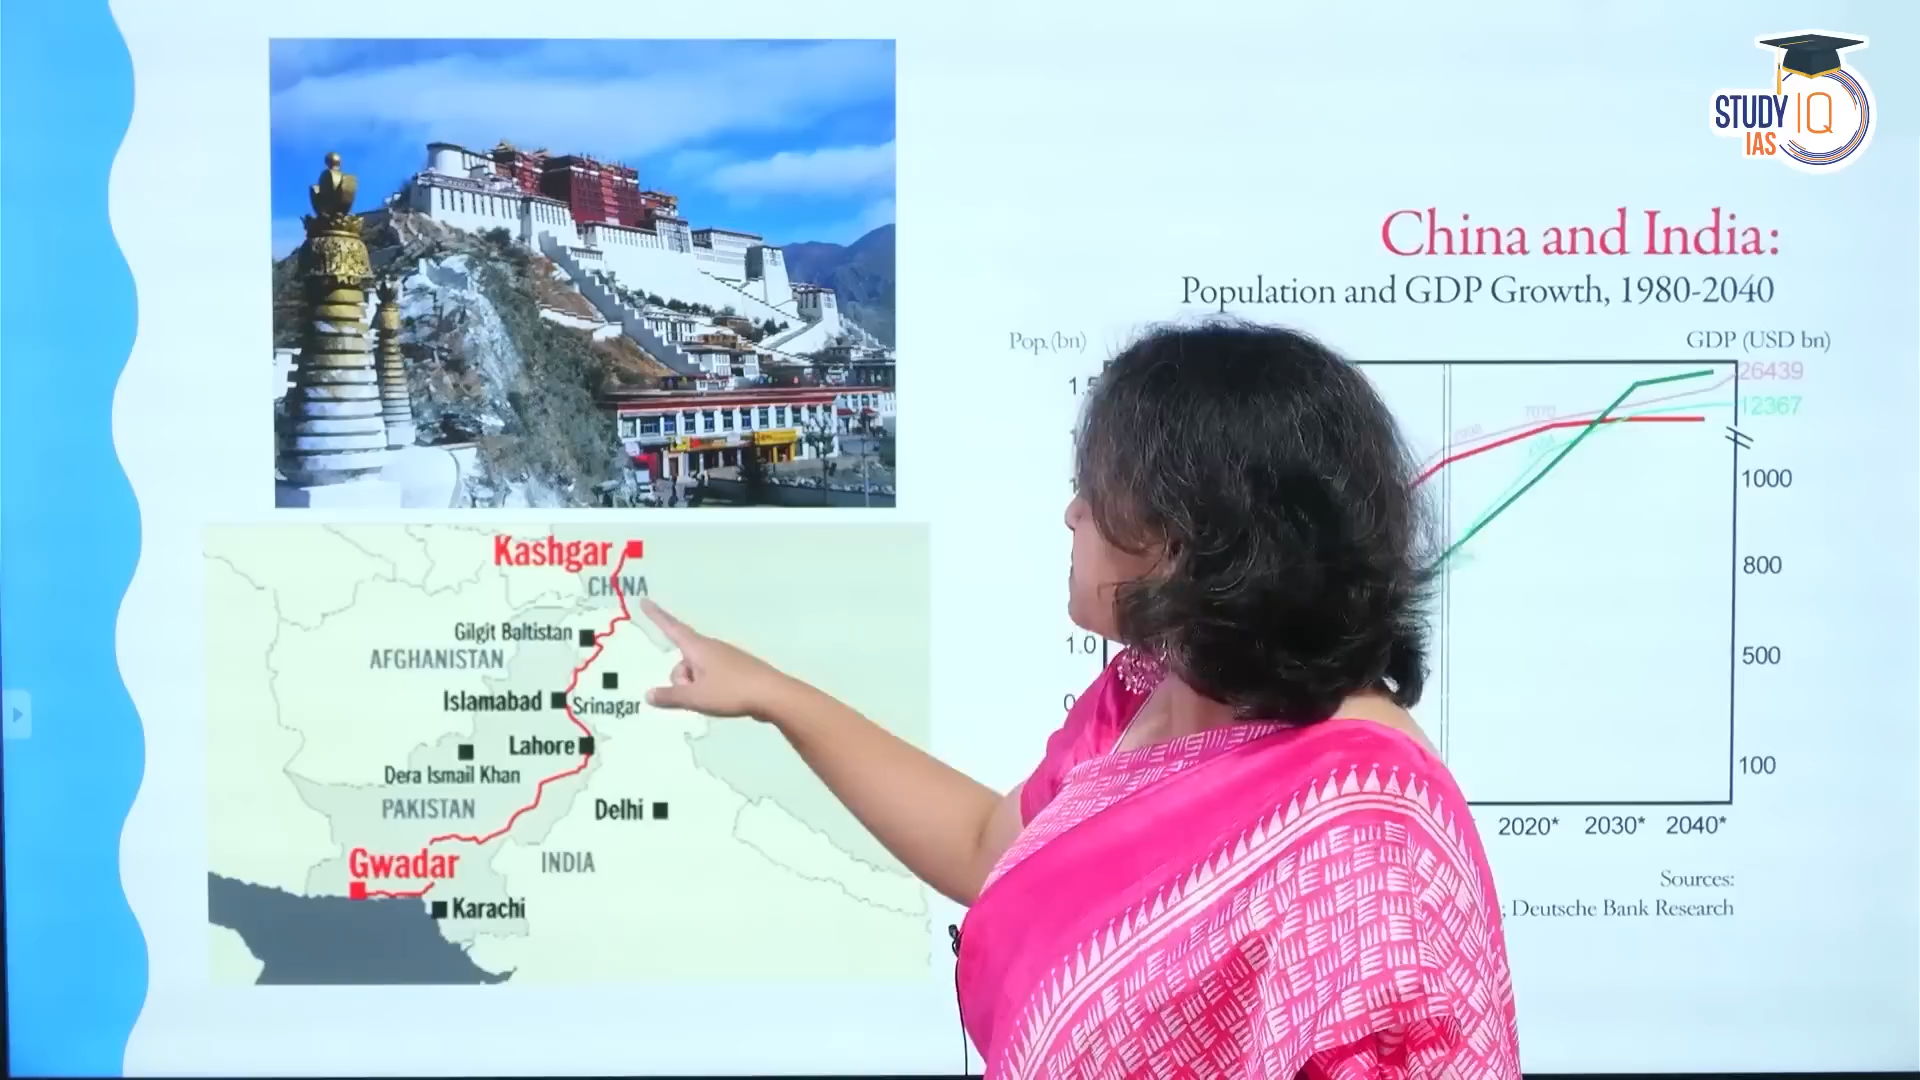 STUDY IQ
IAS
China and India:
Population and GDP Growth, 1980-2040
Pop.(bn)
GDP (USD bn)
26439
12367
1000
800
500
100
1.0
2020* 2030* 2040*
Sources:
; Deutsche Bank Research
Kashgar
CHINA
Gilgit Baltistan
AFGHANISTAN
Islamabad
Srinagar
Lahore
Dera Ismail Khan
PAKISTAN
Delhi
Gwadar
INDIA
Karachi